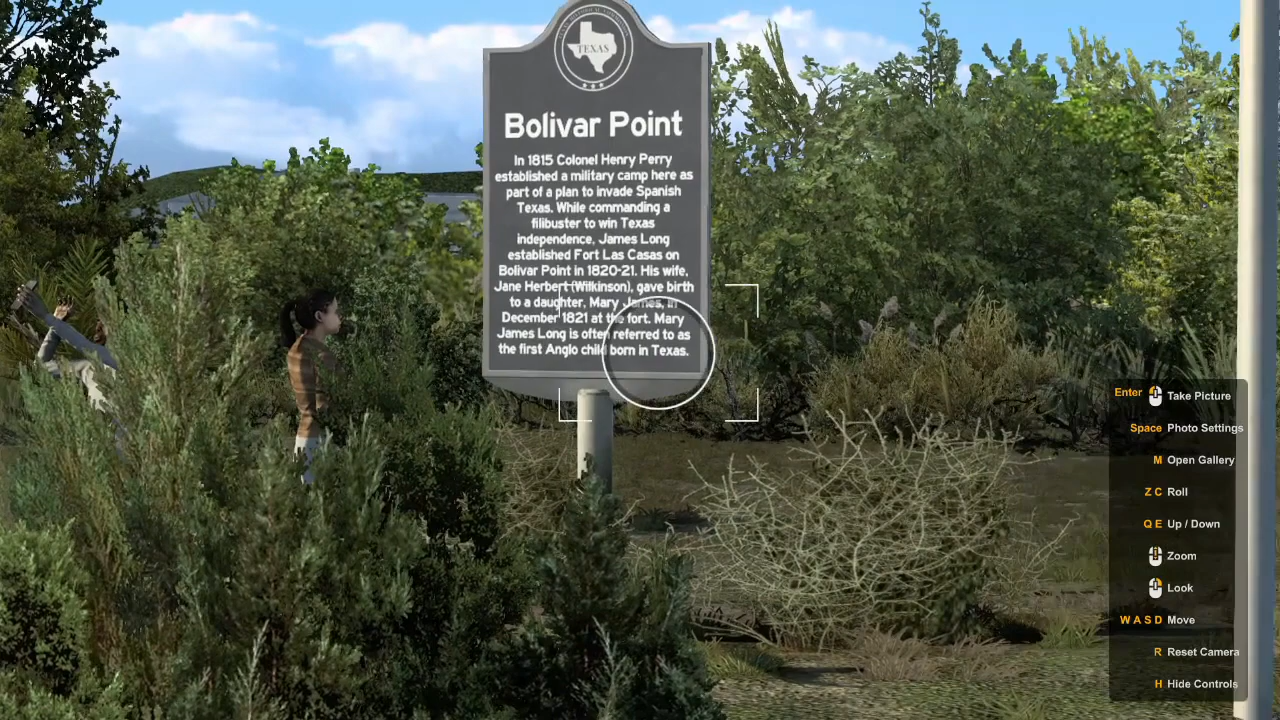 TEXAS
Bolivar Point
In 1815 Colonel Henry Perry
established a military camp here as
part of a plan to invade Spanish
Texas. While commanding a
filibuster to win Texas
independence, James Long
established Fort Las Casas on
Bolivar Point in 1820-21. His wife,
Jane Herbert (Wilkinson), gave birth
to a daughter, Mary James, in
December 1821 at the fort. Mary
James Long is often referred to as
the first Anglo child born in Texas.
Enter Take Picture
Space Photo Settings
M Open Gallery
Z C Roll
Q E Up / Down
Zoom
Look
W A S D Move
R Reset Camera
H Hide Controls